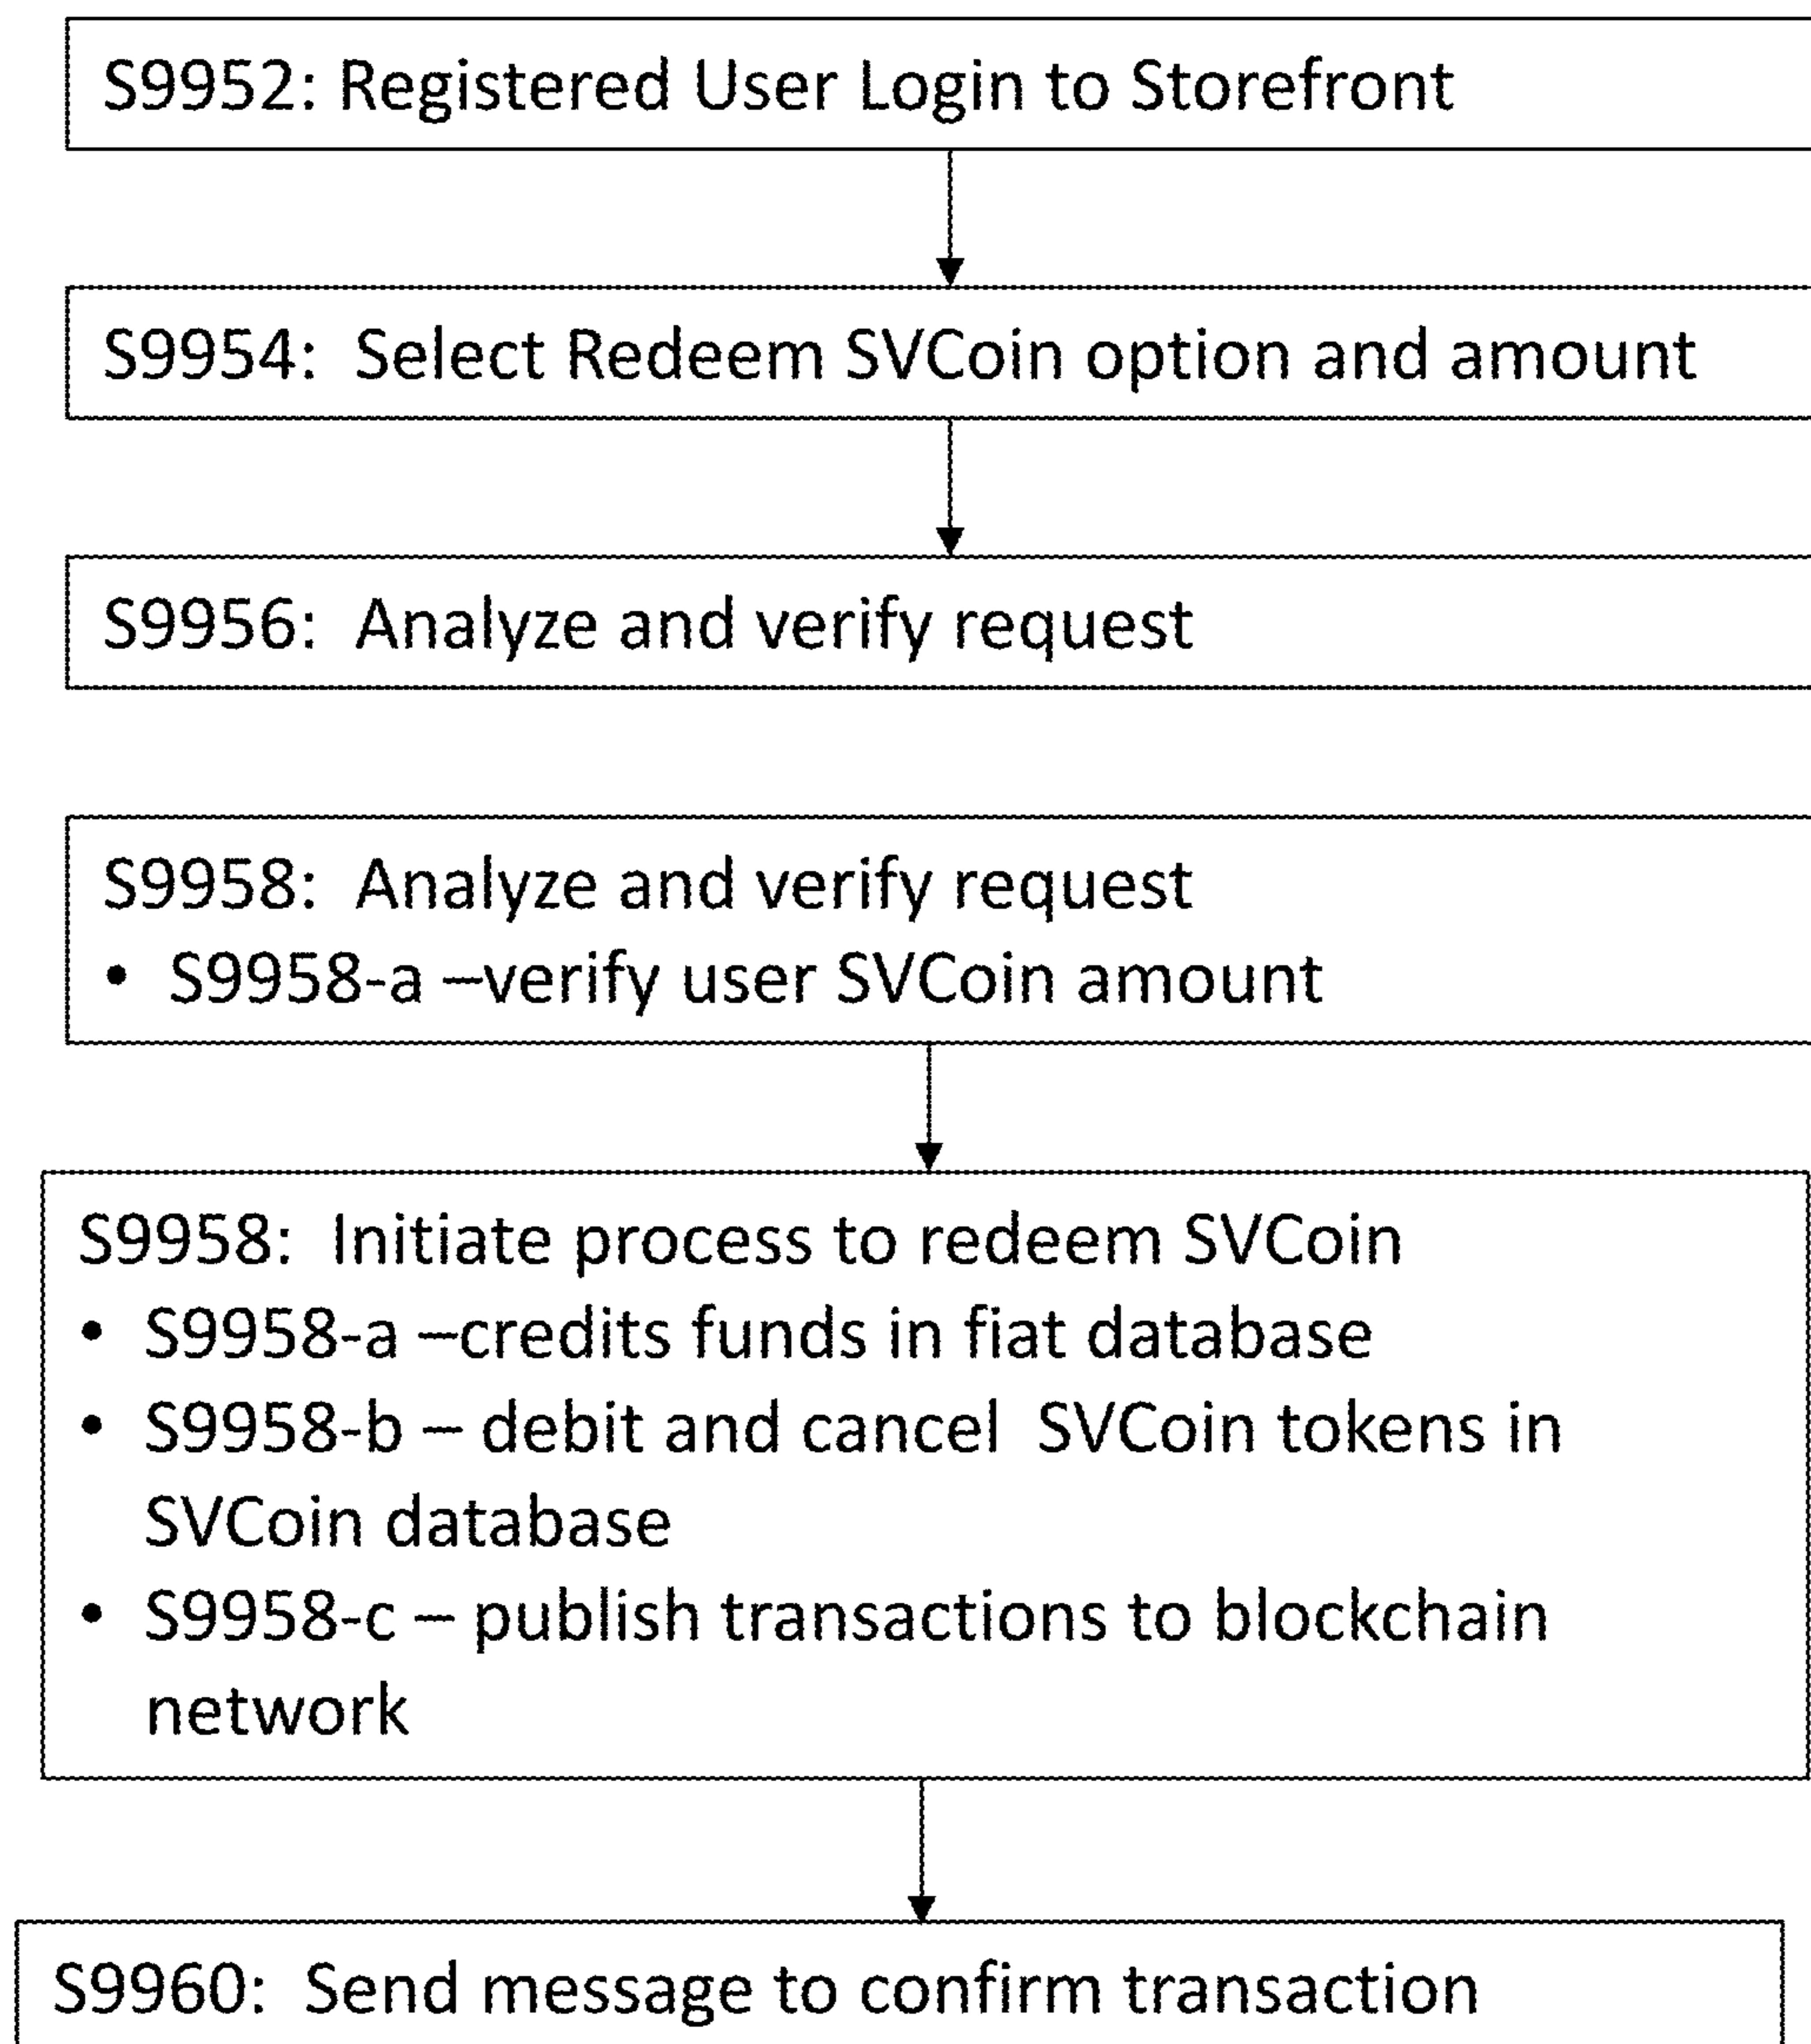 S9952: Registered User Login to Storefront
S9954: Select Redeem SVCoin option and amount
S9956: Analyze and verify request
S9958: Analyze and verify request
• S9958-a –verify user SVCoin amount
S9958: Initiate process to redeem SVCoin
• S9958-a –credits funds in fiat database
• S9958-b – debit and cancel SVCoin tokens in
SVCoin database
• S9958-c – publish transactions to blockchain
network
S9960: Send message to confirm transaction